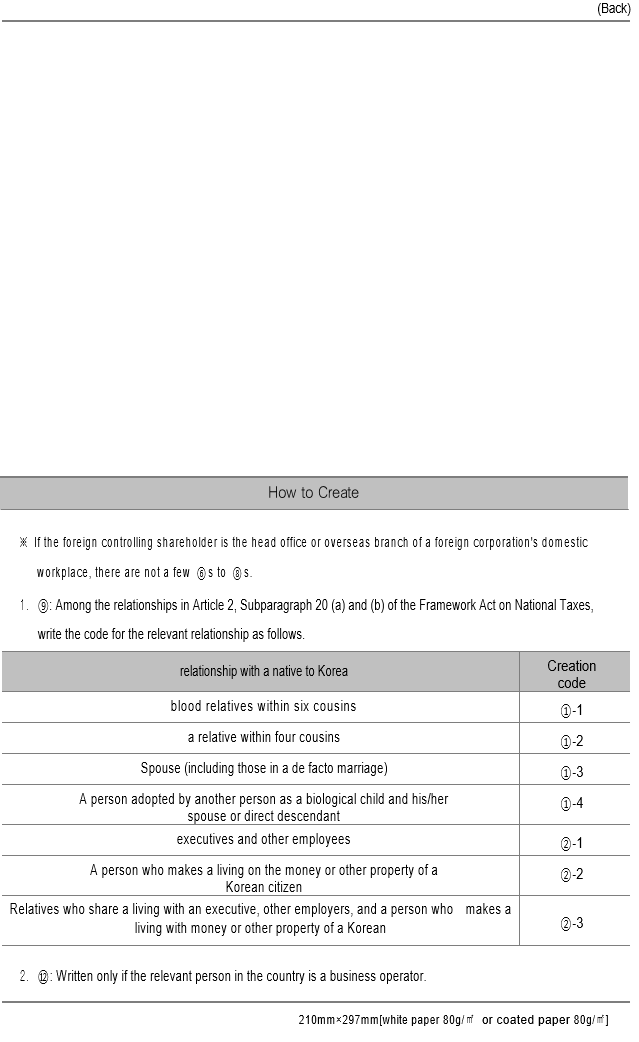 (Back)
How to Create
※ If the foreign controlling shareholder is the head office or overseas branch of a foreign corporation's domestic
workplace, there are not a few ⑥s to ⑧s.
1. ⑨: Among the relationships in Article 2, Subparagraph 20 (a) and (b) of the Framework Act on National Taxes,
write the code for the relevant relationship as follows.
relationship with a native to Korea
Creation
code
blood relatives within six cousins
①-1
a relative within four cousins
①-2
Spouse (including those in a de facto marriage)
①-3
A person adopted by another person as a biological child and his/her
spouse or direct descendant
①-4
executives and other employees
②-1
A person who makes a living on the money or other property of a
Korean citizen
②-2
Relatives who share a living with an executive, other employers, and a person who makes a
living with money or other property of a Korean
②-3
2. ⑫: Written only if the relevant person in the country is a business operator.
210mm×297mm[white paper 80g/㎡ or coated paper 80g/㎡]